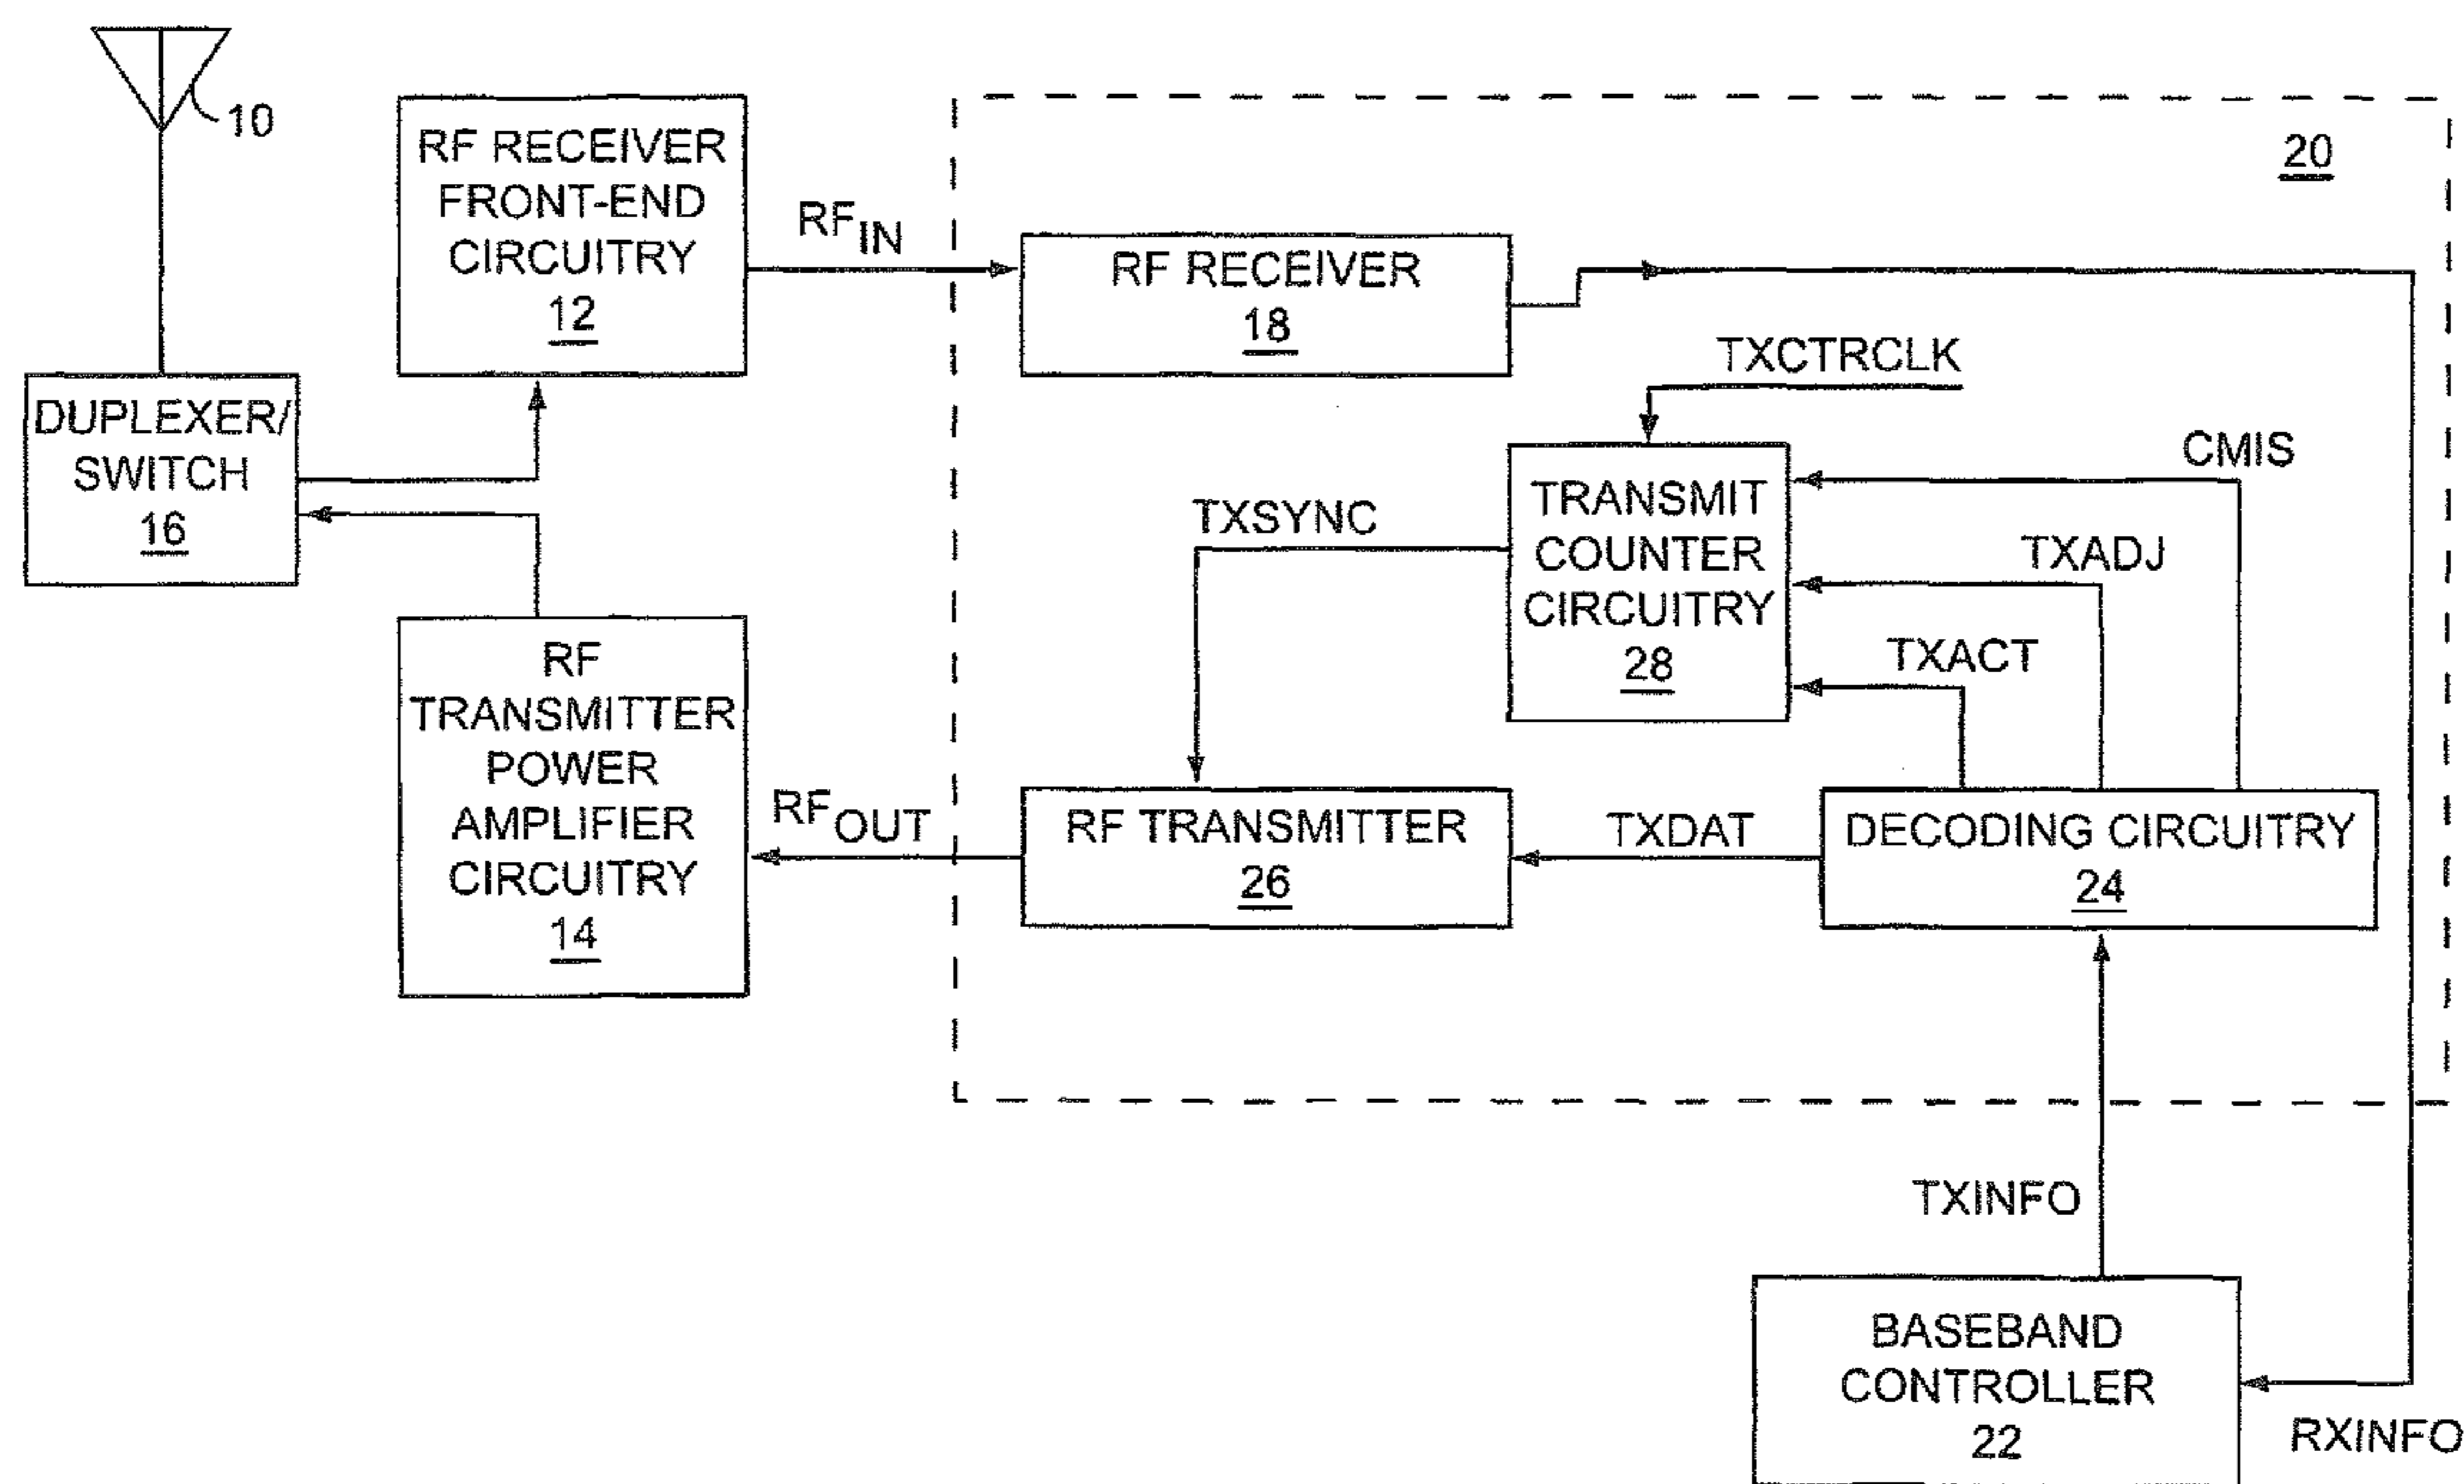 10
RF RECEIVER
FRONT-END
CIRCUITRY
12
RFIN
20
RF RECEIVER
18
TXCTRCLK
DUPLEXER/
SWITCH
16
CMIS
TRANSMIT
COUNTER
CIRCUITRY
28
TXSYNC
TXADJ
TXACT
RF
TRANSMITTER
POWER
AMPLIFIER
CIRCUITRY
14
RFOUT
RF TRANSMITTER
26
TXDAT
DECODING CIRCUITRY
24
TXINFO
BASEBAND
CONTROLLER
22
RXINFO